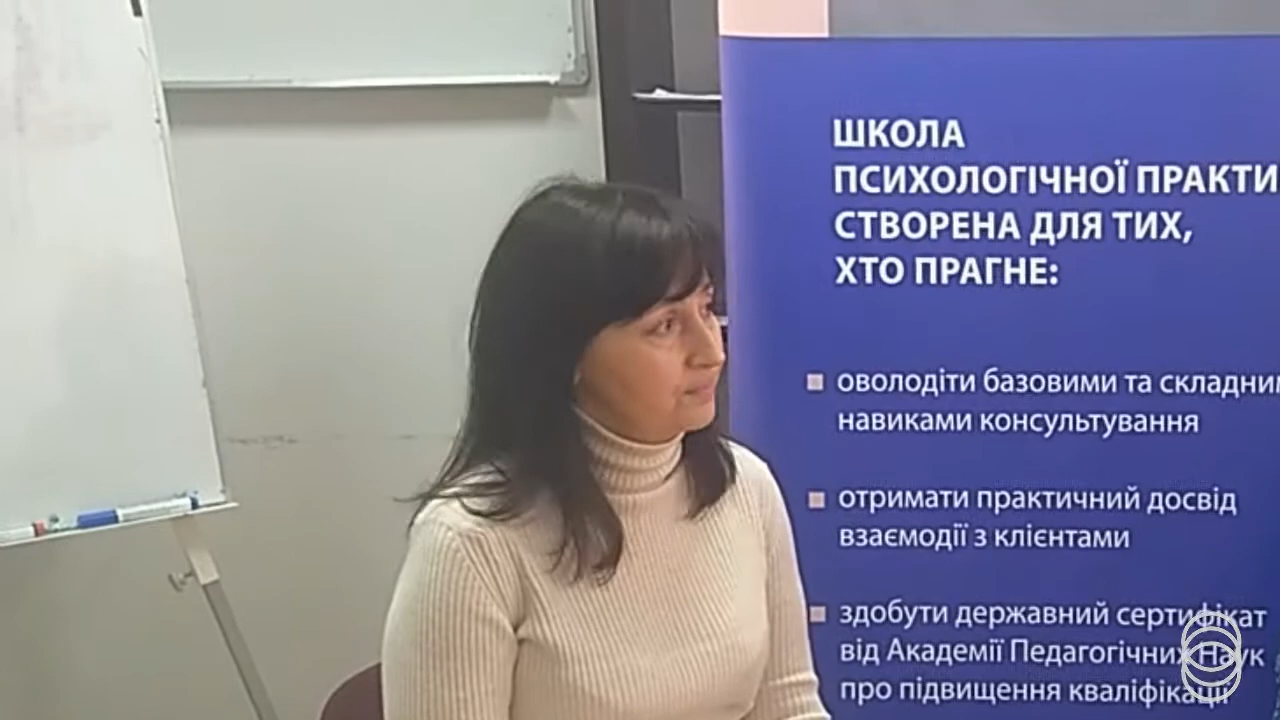 ШКОЛА
ПСИХОЛОГІЧНОЇ ПРАКТИ
СТВОРЕНА ДЛЯ ТИХ,
ХТО ПРАГНЕ:
оволодіти базовими та складним
навиками консультування
отримати практичний досвід
взаємодії з клієнтами
здобути державний сертифікат
від Академії Педагогічних Наук
про підвищення кваліфікації